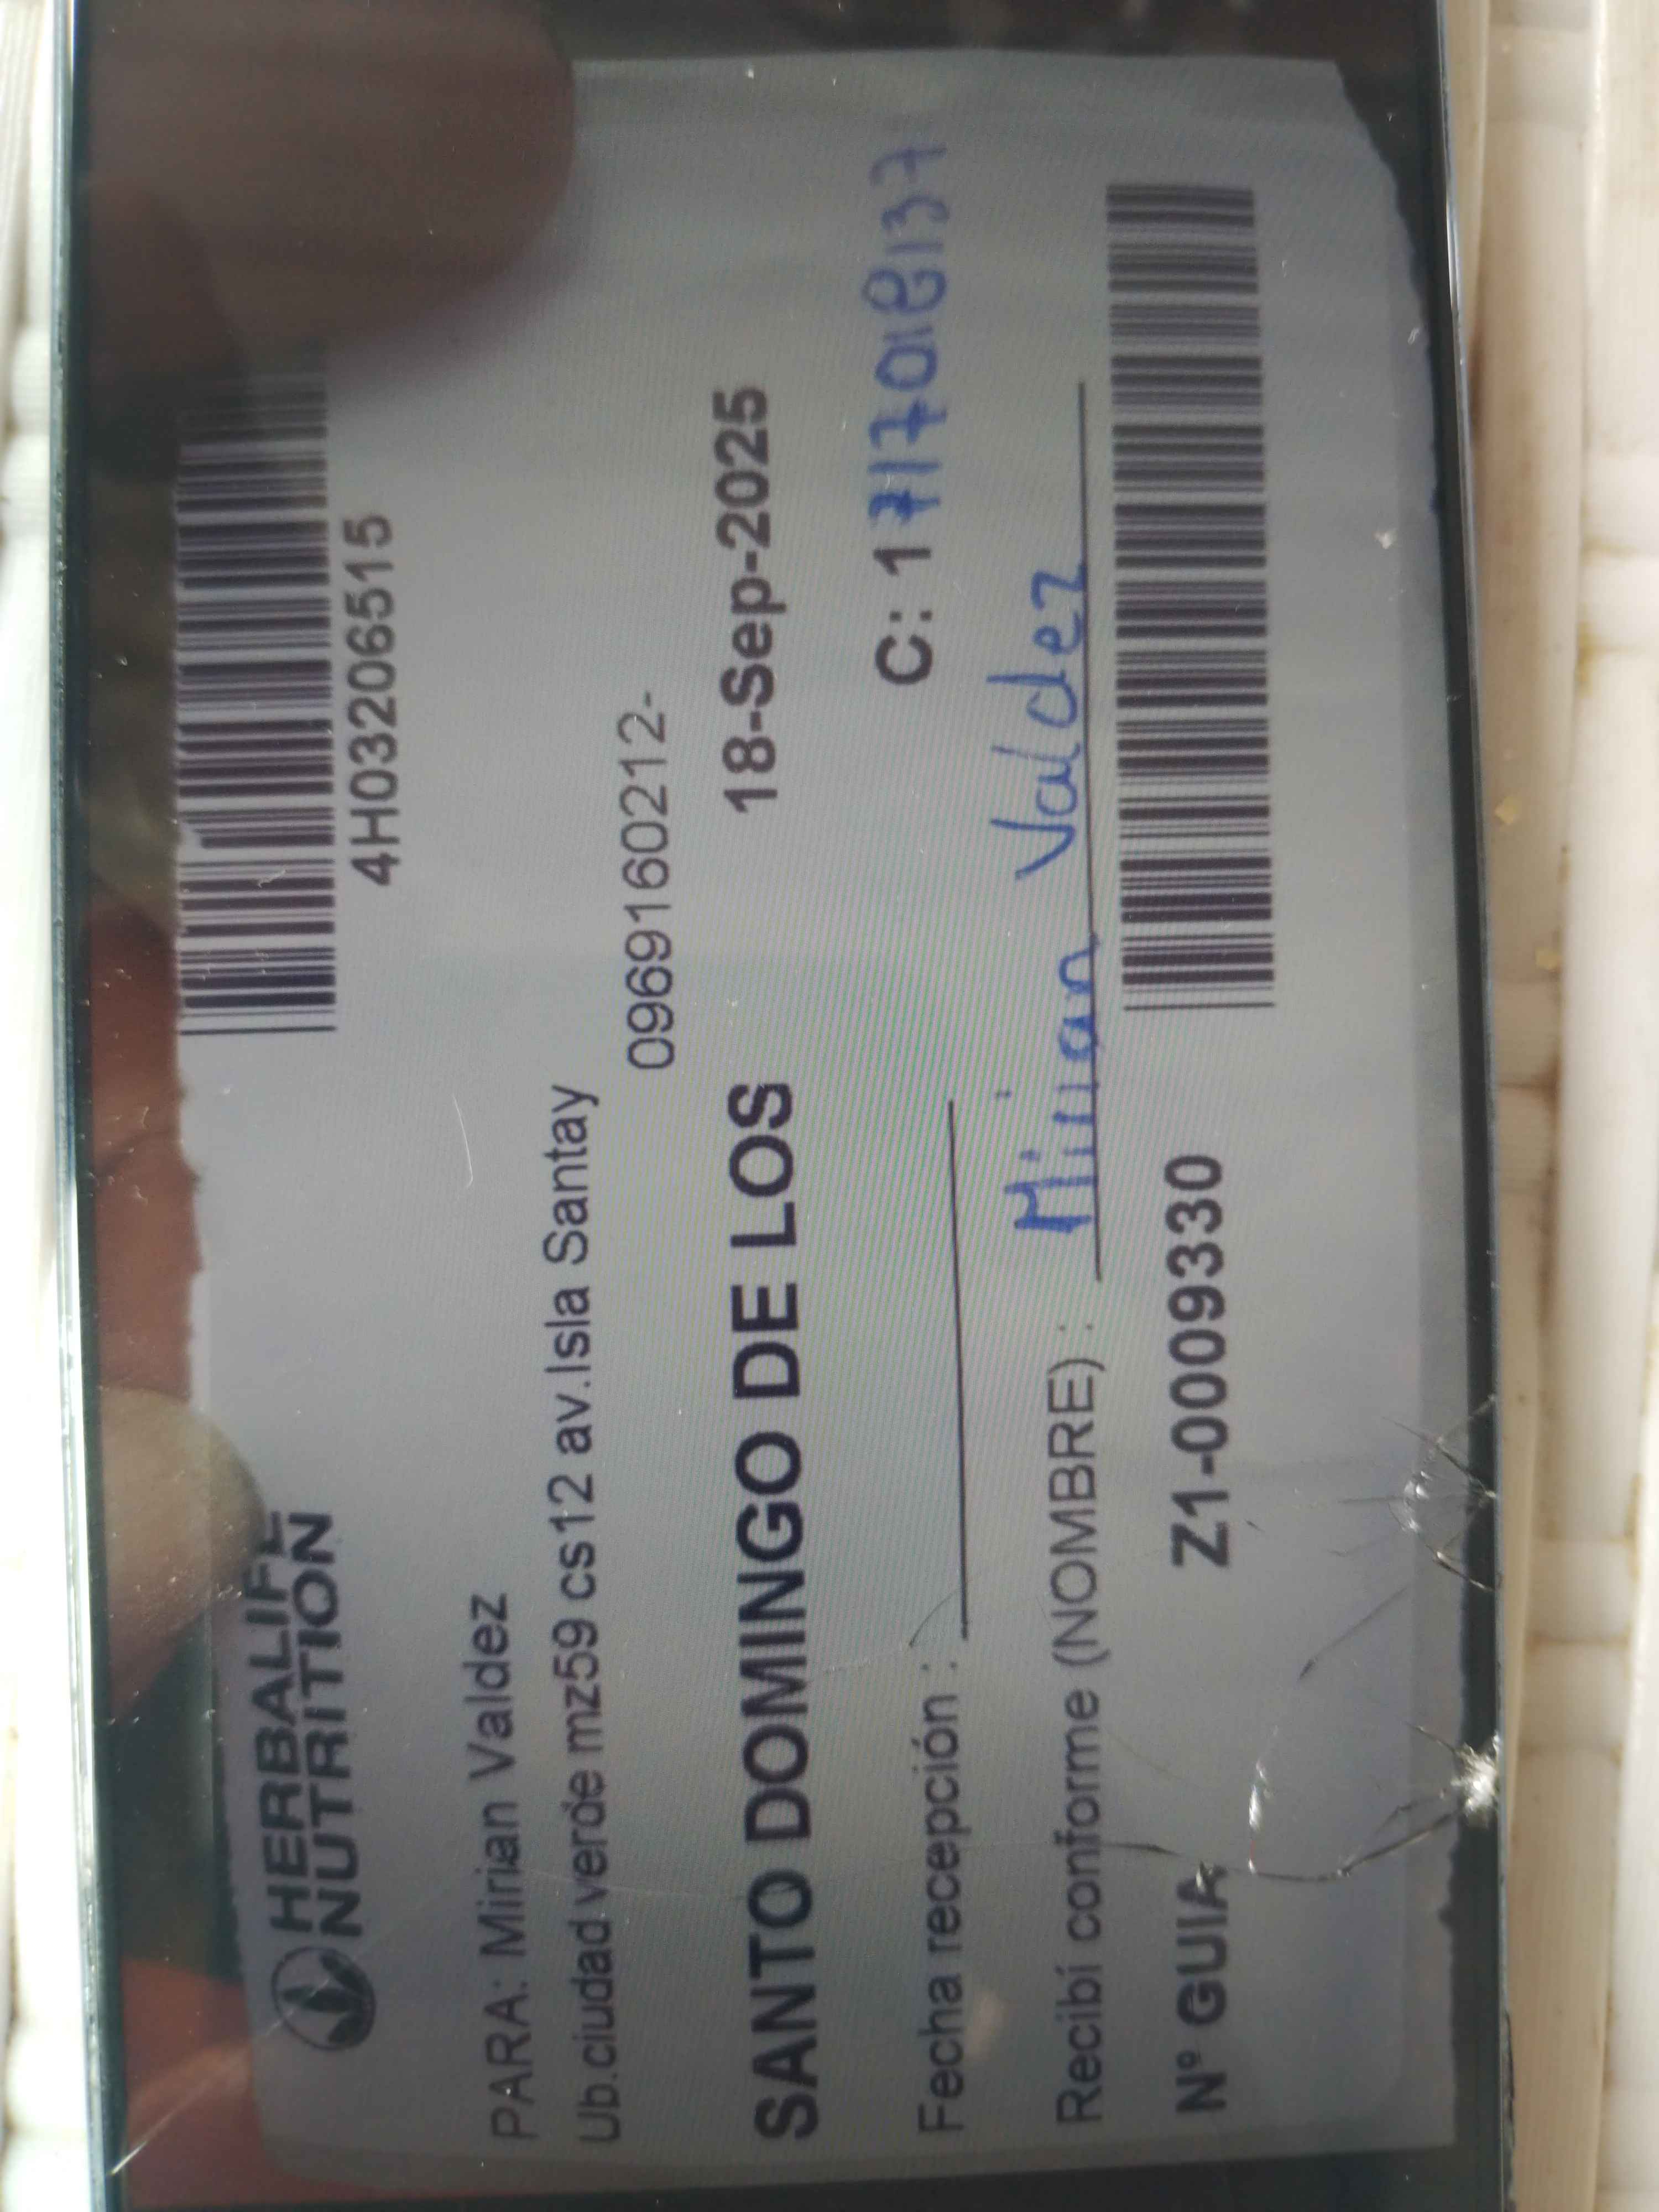 HERBALIFE
NUTRITION
4H03206515
PARA: Mirian Valdez
Ub.ciudad verde mz59 cs12 av.Isla Santay
0969160212-
SANTO DOMINGO DE LOS 18-Sep-2025
Fecha recepción : C: 1
Recibí conforme (NOMBRE) : Mirian Valdez
Nº GUIA Z1-0009330